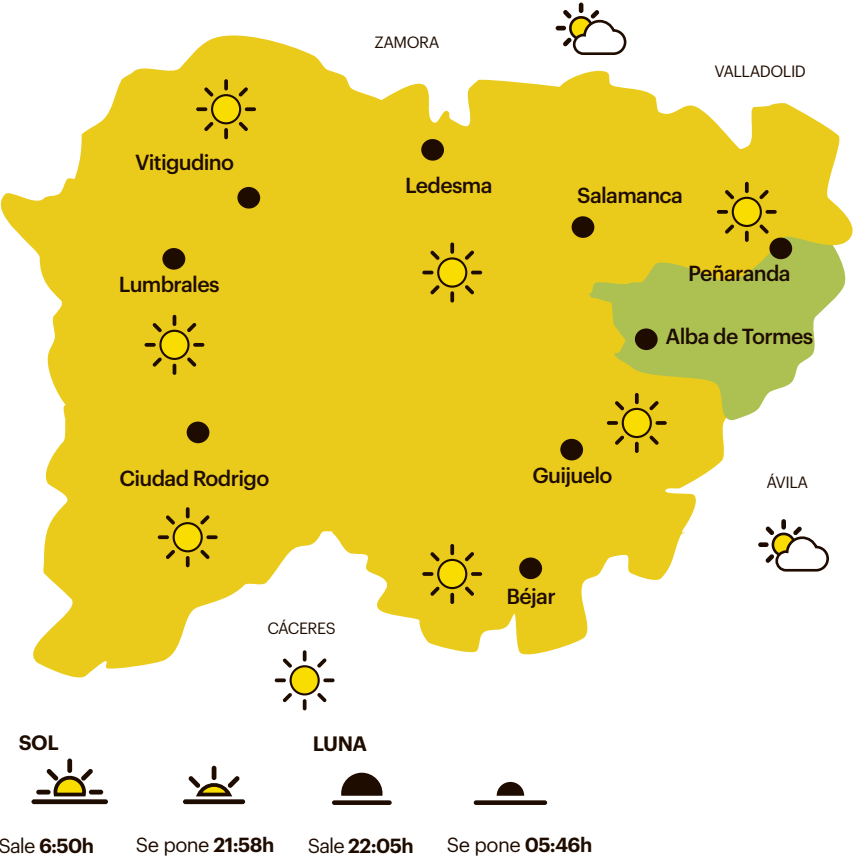 ZAMORA
VALLADOLID
Vitigudino
Ledesma
Salamanca
Lumbrales
Peñaranda
Alba de Tormes
Ciudad Rodrigo
Guijuelo
ÁVILA
Béjar
CÁCERES
SOL
LUNA
Sale 6:50h
Se pone 21:58h
Sale 22:05h
Se pone 05:46h